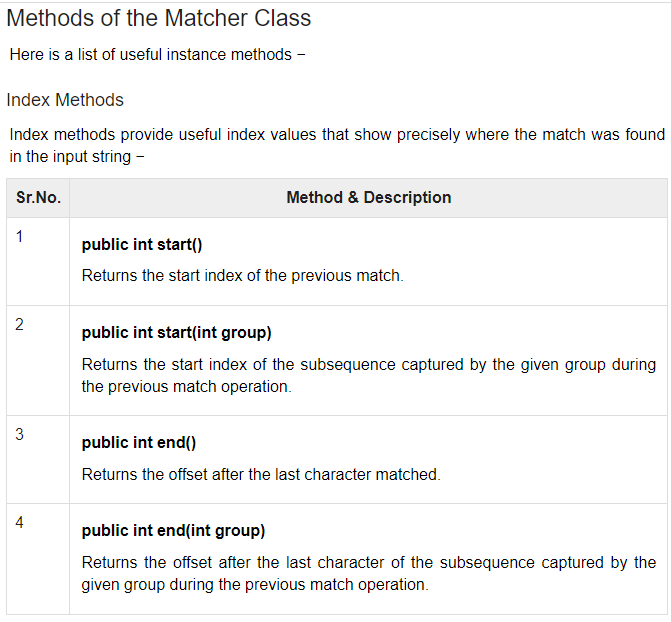 Methods of the Matcher Class
Here is a list of useful instance methods −
Index Methods
Index methods provide useful index values that show precisely where the match was found
in the input string −
Sr.No. Method & Description
1
public int start()
Returns the start index of the previous match.
2
public int start(int group)
Returns the start index of the subsequence captured by the given group during
the previous match operation.
3
public int end()
Returns the offset after the last character matched.
4
public int end(int group)
Returns the offset after the last character of the subsequence captured by the
given group during the previous match operation.